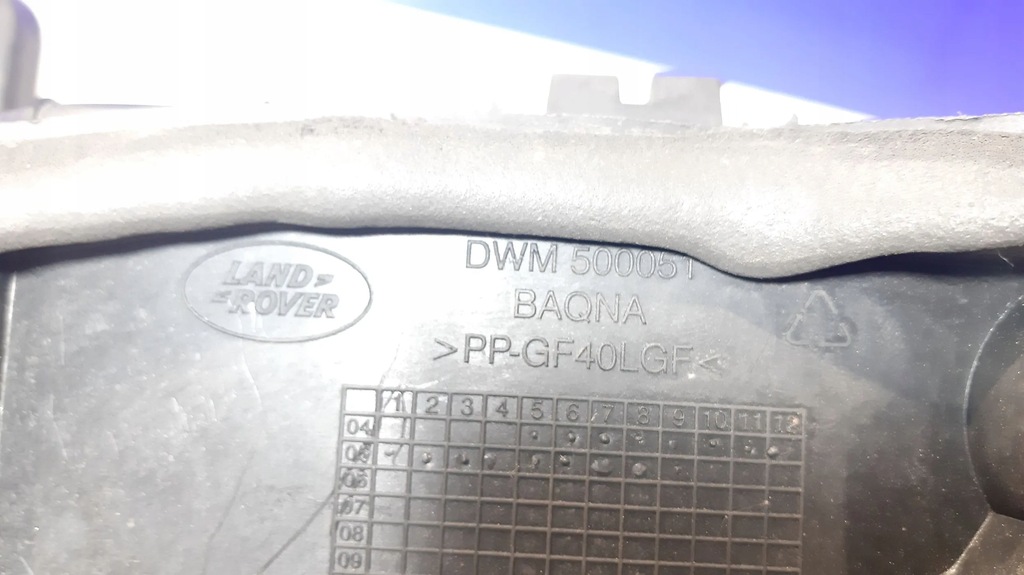 LAND
ROVER
DWM 500051
BAQNA
>PP-GF40LGF<
1 2 3 4 5 6 7 8 9 10 11 12
04
05
06
07
08
09